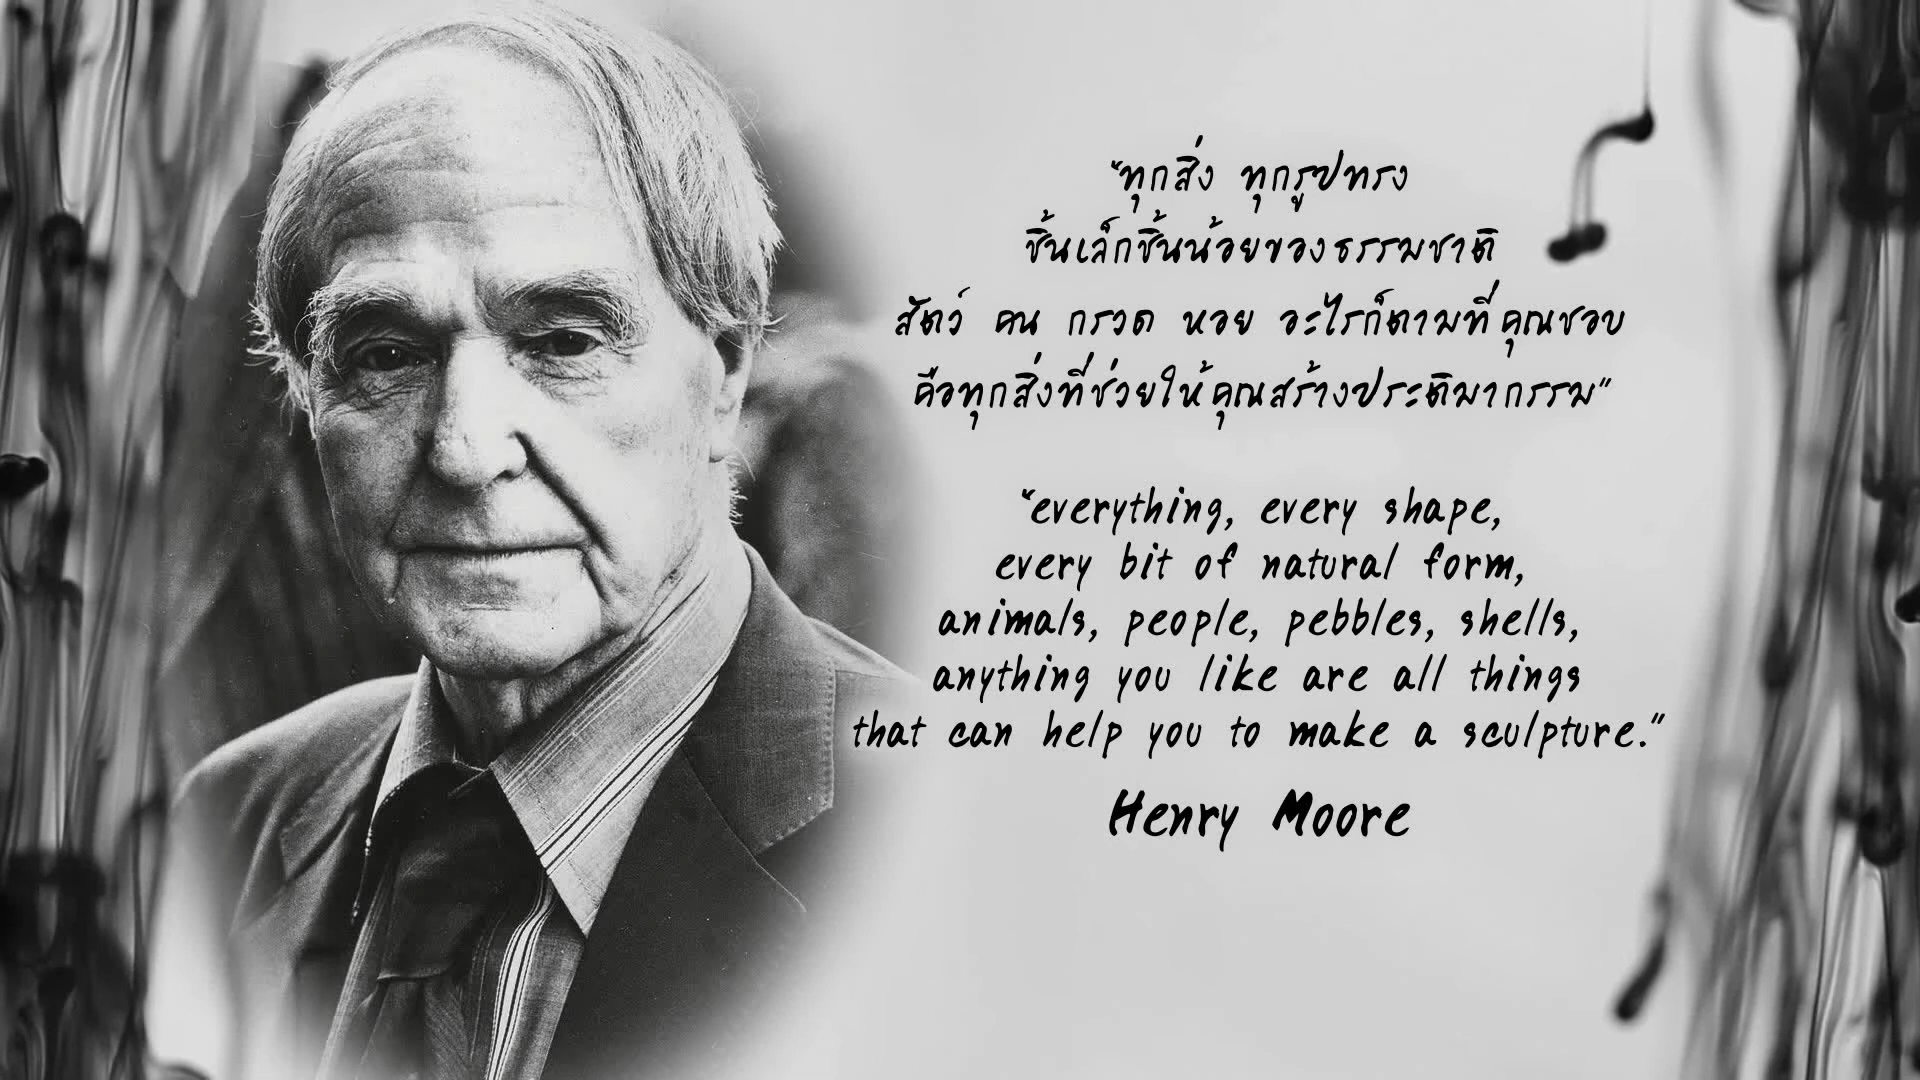 “ทุกสิ่ง ทุกรูปทรง
ชิ้นเล็กชิ้นน้อยของธรรมชาติ
สัตว์ คน กรวด หอย อะไรก็ตามที่คุณชอบ
คือทุกสิ่งที่ช่วยให้คุณสร้างประติมากรรม”
“everything, every shape,
every bit of natural form,
animals, people, pebbles, shells,
anything you like are all things
that can help you to make a sculpture.”
Henry Moore